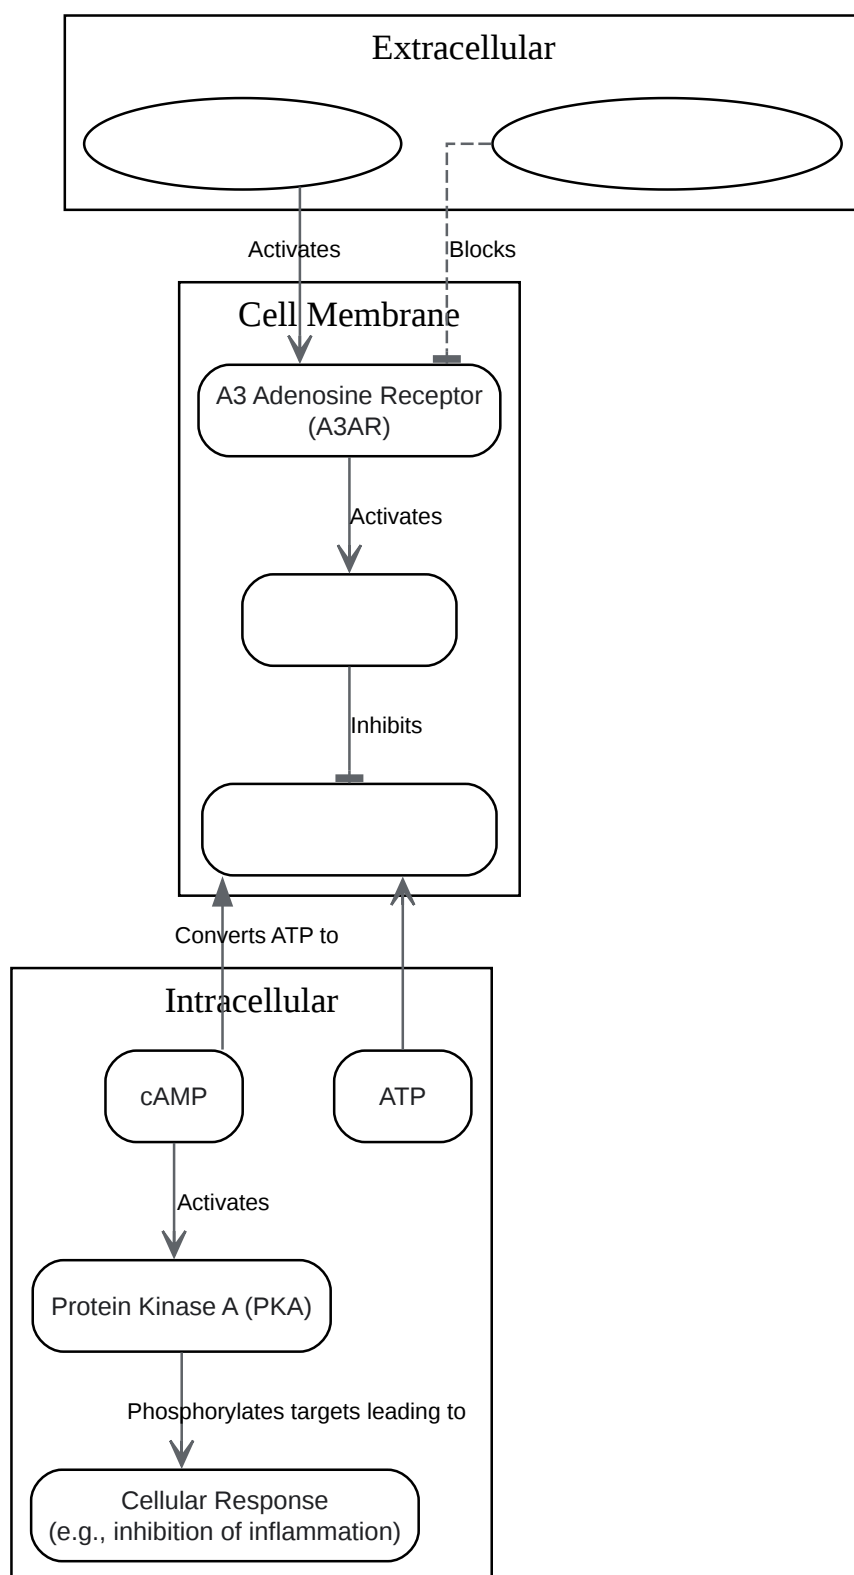 Extracellular
Activates
Blocks
Cell Membrane
A3 Adenosine Receptor
(A3AR)
Activates
Inhibits
Converts ATP to
Intracellular
cAMP
ATP
Activates
Protein Kinase A (PKA)
Phosphorylates targets leading to
Cellular Response
(e.g., inhibition of inflammation)